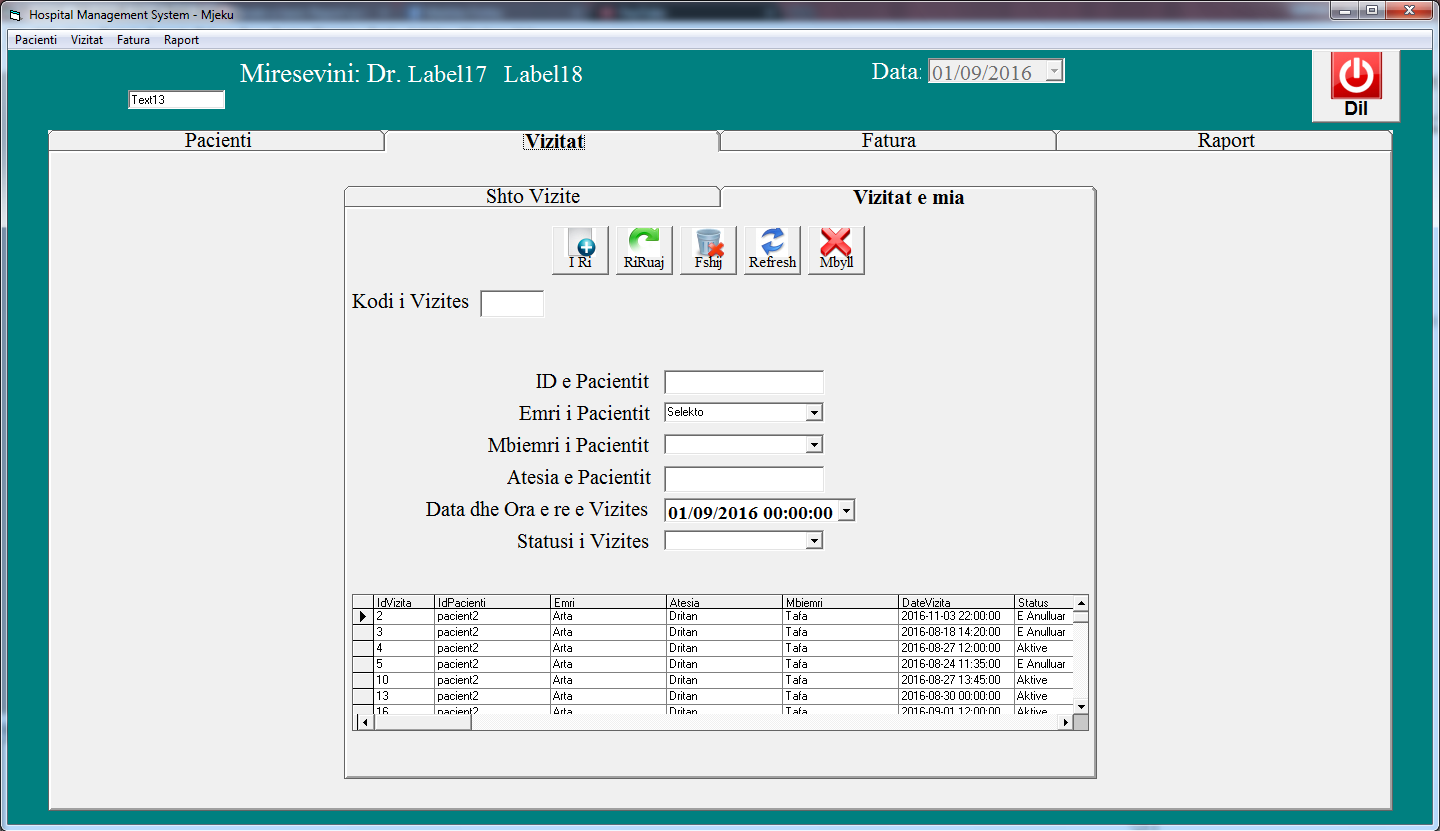 Hospital Management System - Mjeku
Pacienti Vizitat Fatura Raport
Miresevini: Dr. Label17 Label18
Data: 01/09/2016
Text13
Dil
Pacienti Vizitat Fatura Raport
Shto Vizite Vizitat e mia
I Ri RiRuaj Fshij Refresh Mbyll
Kodi i Vizites
ID e Pacientit
Emri i Pacientit Selekto
Mbiemri i Pacientit
Atesia e Pacientit
Data dhe Ora e re e Vizites 01/09/2016 00:00:00
Statusi i Vizites
IdVizita IdPacienti Emri Atesia Mbiemri DateVizita Status
2 pacient2 Arta Dritan Tafa 2016-11-03 22:00:00 E Anulluar
3 pacient2 Arta Dritan Tafa 2016-08-18 14:20:00 E Anulluar
4 pacient2 Arta Dritan Tafa 2016-08-27 12:00:00 Aktive
5 pacient2 Arta Dritan Tafa 2016-08-24 11:35:00 E Anulluar
10 pacient2 Arta Dritan Tafa 2016-08-27 13:45:00 Aktive
13 pacient2 Arta Dritan Tafa 2016-08-30 00:00:00 Aktive
16 pacient2 Arta Dritan Tafa 2016-09-01 12:00:00 Aktive